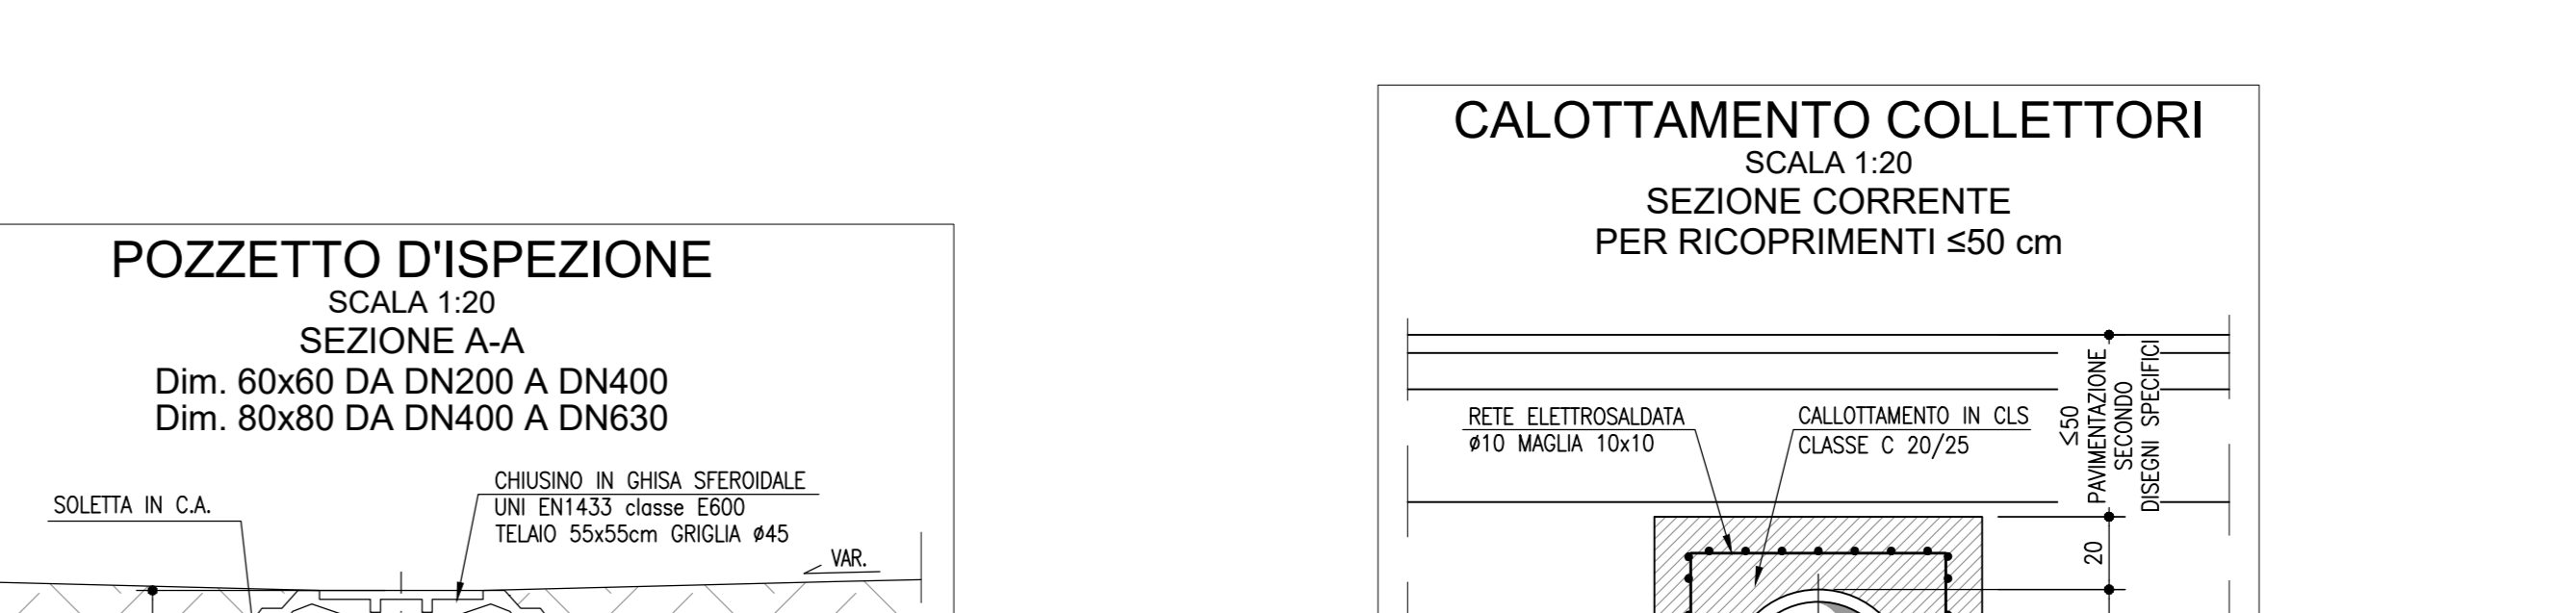 POZZETTO D'ISPEZIONE
SCALA 1:20
SEZIONE A-A
Dim. 60x60 DA DN200 A DN400
Dim. 80x80 DA DN400 A DN630
SOLETTA IN C.A.
CHIUSINO IN GHISA SFEROIDALE
UNI EN1433 classe E600
TELAIO 55x55cm GRIGLIA ø45
VAR.
CALOTTAMENTO COLLETTORI
SCALA 1:20
SEZIONE CORRENTE
PER RICOPRIMENTI ≤50 cm
RETE ELETTROSALDATA
ø10 MAGLIA 10x10
CALLOTTAMENTO IN CLS
CLASSE C 20/25
≤50
PAVIMENTAZIONE
SECONDO
DISEGNI SPECIFICI
20